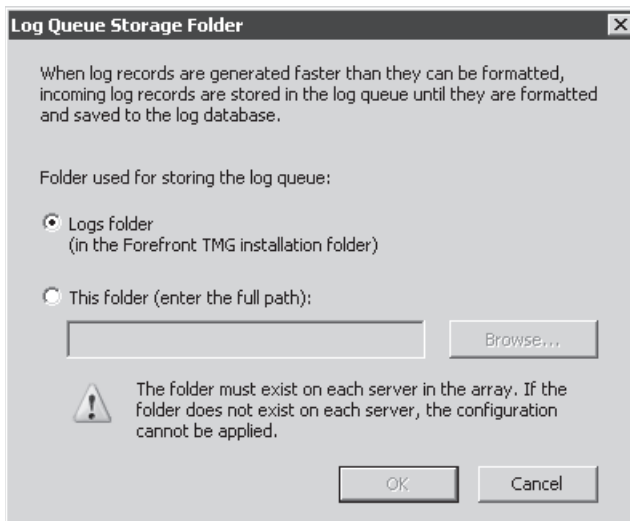 Log Queue Storage Folder
When log records are generated faster than they can be formatted,
incoming log records are stored in the log queue until they are formatted
and saved to the log database.
Folder used for storing the log queue:
Logs folder
(in the Forefront TMG installation folder)
This folder (enter the full path):
Browse...
The folder must exist on each server in the array. If the
folder does not exist on each server, the configuration
cannot be applied.
OK
Cancel